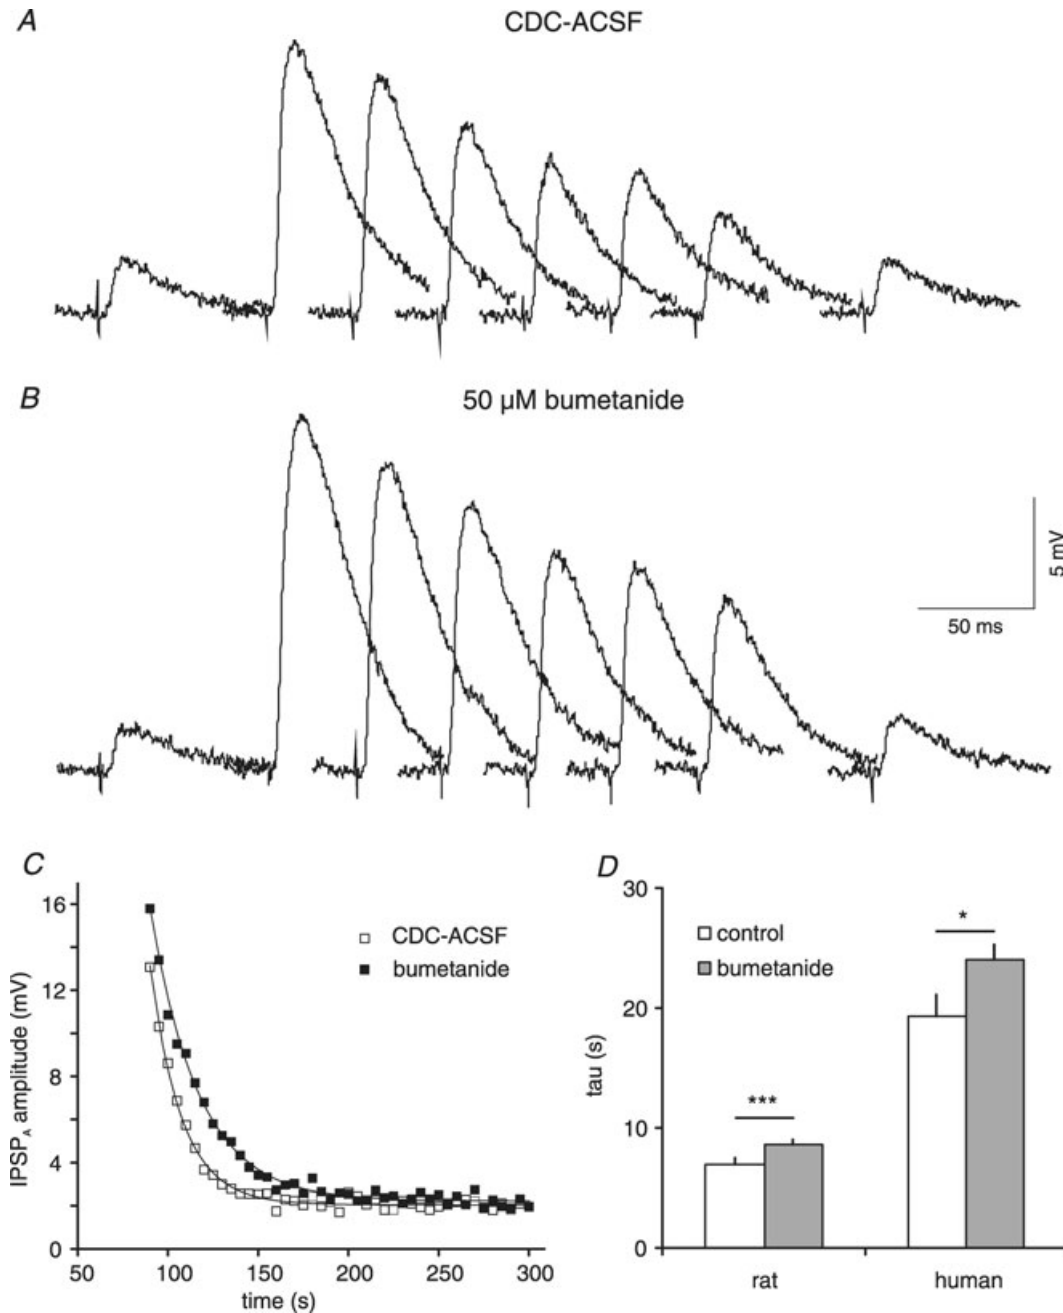 A
CDC-ACSF
B
50 µM bumetanide
5 mV
50 ms
C
IPSP_A amplitude (mV)
16
12
8
4
0
CDC-ACSF
bumetanide
50 100 150 200 250 300
time (s)
D
tau (s)
30
20
10
0
control
bumetanide
***
*
rat human